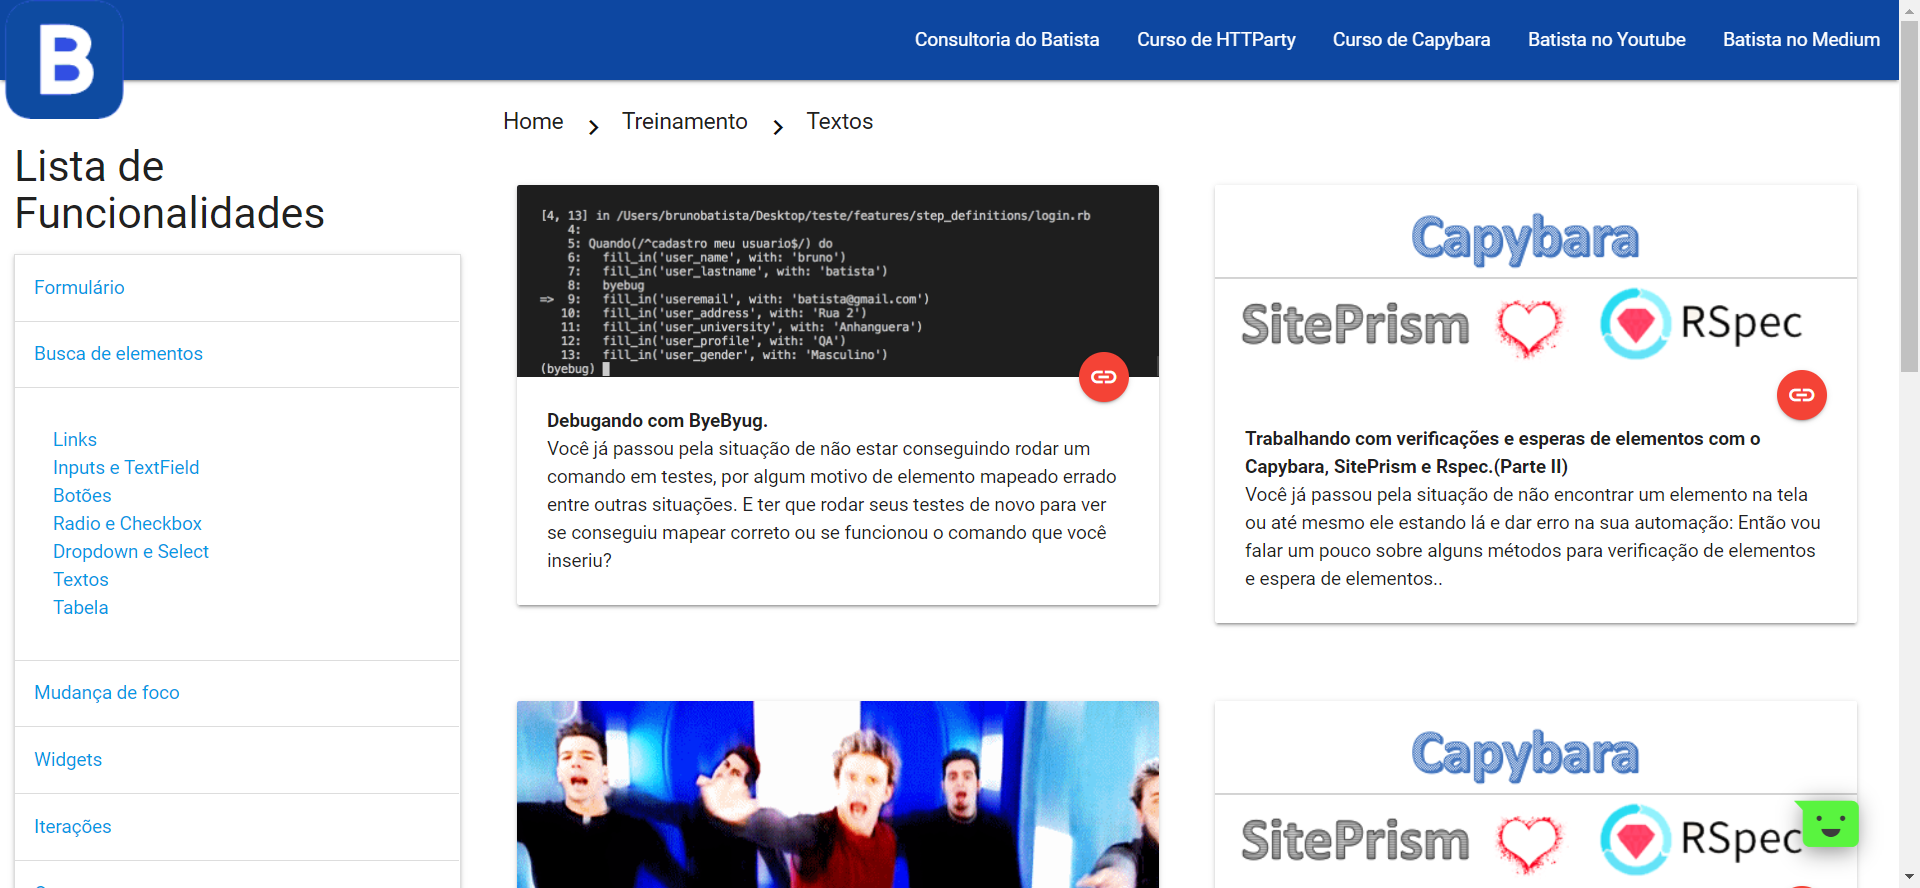 B
Consultoria do Batista
Curso de HTTParty
Curso de Capybara
Batista no Youtube
Batista no Medium
Home
Treinamento
Textos
Lista de
Funcionalidades
Formulário
Busca de elementos
Links
Inputs e TextField
Botões
Radio e Checkbox
Dropdown e Select
Textos
Tabela
Mudança de foco
Widgets
Iterações
[4, 13] in /Users/brunobatista/Desktop/teste/features/step_definitions/login.rb
4:
5: Quando(/^cadastro meu usuario$/) do
6: fill_in('user_name', with: 'bruno')
7: fill_in('user_lastname', with: 'batista')
8: byebug
=> 9: fill_in('useremail', with: 'batista@gmail.com')
10: fill_in('user_address', with: 'Rua 2')
11: fill_in('user_university', with: 'Anhanguera')
12: fill_in('user_profile', with: 'QA')
13: fill_in('user_gender', with: 'Masculino')
(byebug)
Debugando com ByeByug.
Você já passou pela situação de não estar conseguindo rodar um
comando em testes, por algum motivo de elemento mapeado errado
entre outras situações. E ter que rodar seus testes de novo para ver
se conseguiu mapear correto ou se funcionou o comando que você
inseriu?
Capybara
SitePrism
RSpec
Trabalhando com verificações e esperas de elementos com o
Capybara, SitePrism e Rspec.(Parte II)
Você já passou pela situação de não encontrar um elemento na tela
ou até mesmo ele estando lá e dar erro na sua automação: Então vou
falar um pouco sobre alguns métodos para verificação de elementos
e espera de elementos..
Capybara
SitePrism
RSpec